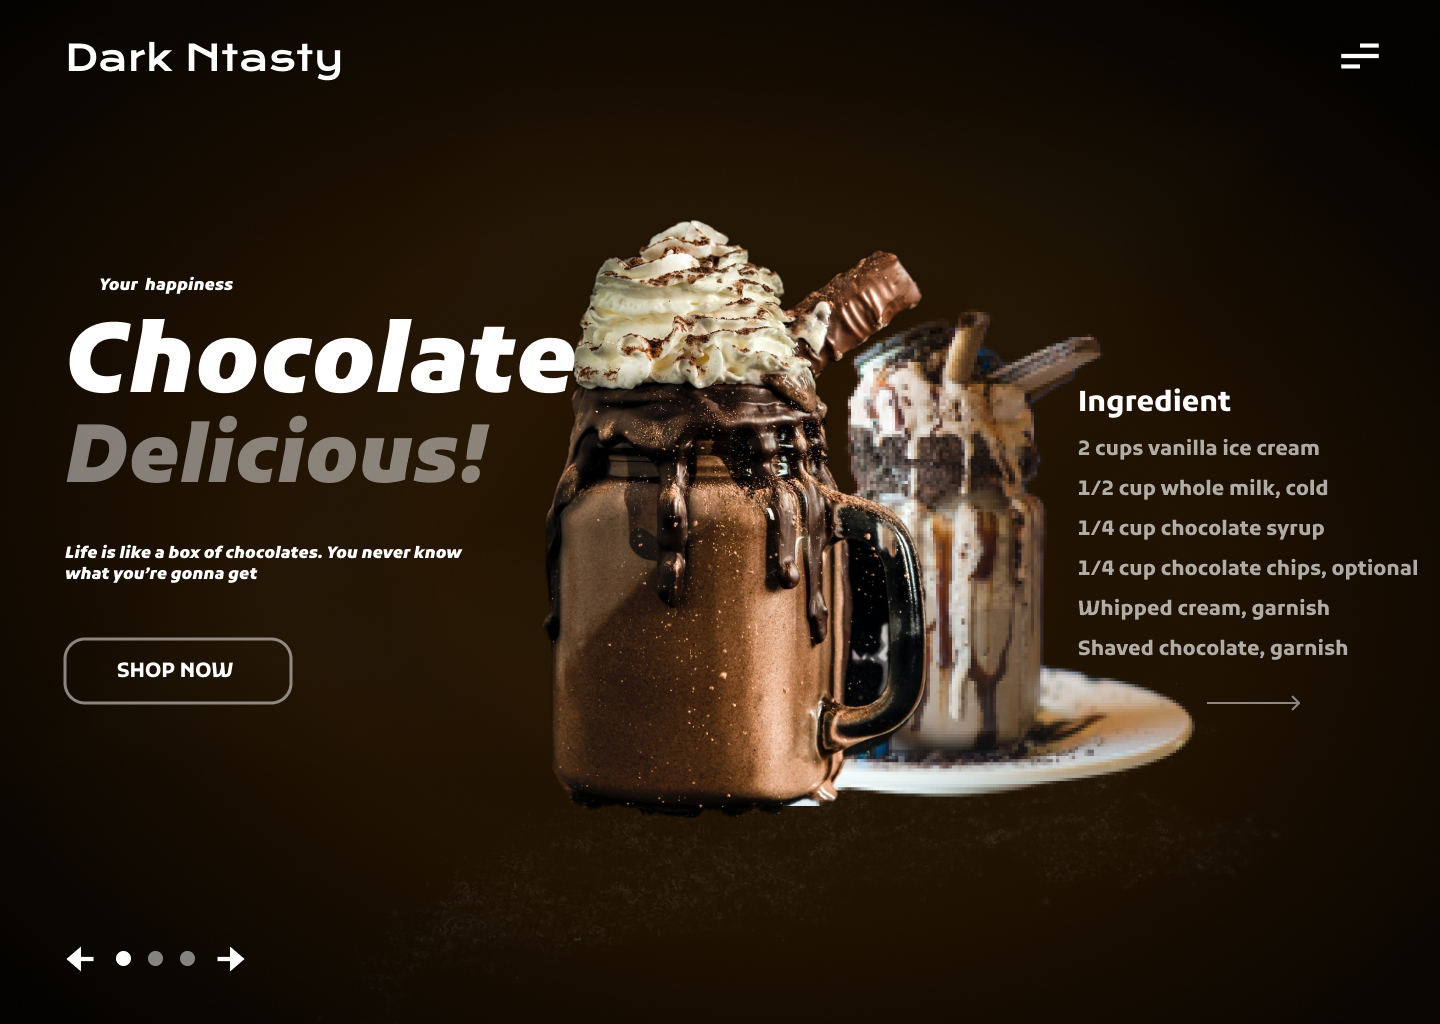 Dark Ntasty
Your happiness
Chocolate
Delicious!
Life is like a box of chocolates. You never know
what you’re gonna get
SHOP NOW
Ingredient
2 cups vanilla ice cream
1/2 cup whole milk, cold
1/4 cup chocolate syrup
1/4 cup chocolate chips, optional
Whipped cream, garnish
Shaved chocolate, garnish